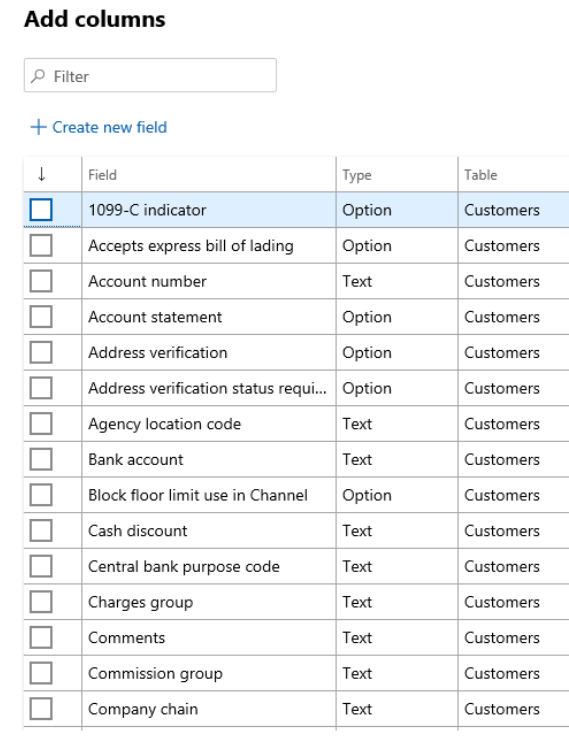 Add columns
Filter
+ Create new field
↓ Field Type Table
1099-C indicator Option Customers
Accepts express bill of lading Option Customers
Account number Text Customers
Account statement Option Customers
Address verification Option Customers
Address verification status requi... Option Customers
Agency location code Text Customers
Bank account Text Customers
Block floor limit use in Channel Option Customers
Cash discount Text Customers
Central bank purpose code Text Customers
Charges group Text Customers
Comments Text Customers
Commission group Text Customers
Company chain Text Customers